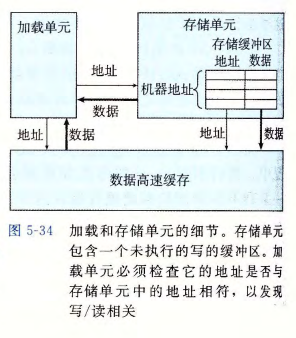 加载单元
存储单元
存储缓冲区
地址 数据
地址
机器地址
数据
地址
数据
地址
数据
数据高速缓存
图 5-34 加载和存储单元的细节。存储单元
包含一个未执行的写的缓冲区。加
载单元必须检查它的地址是否与
存储单元中的地址相符，以发现
写/读相关